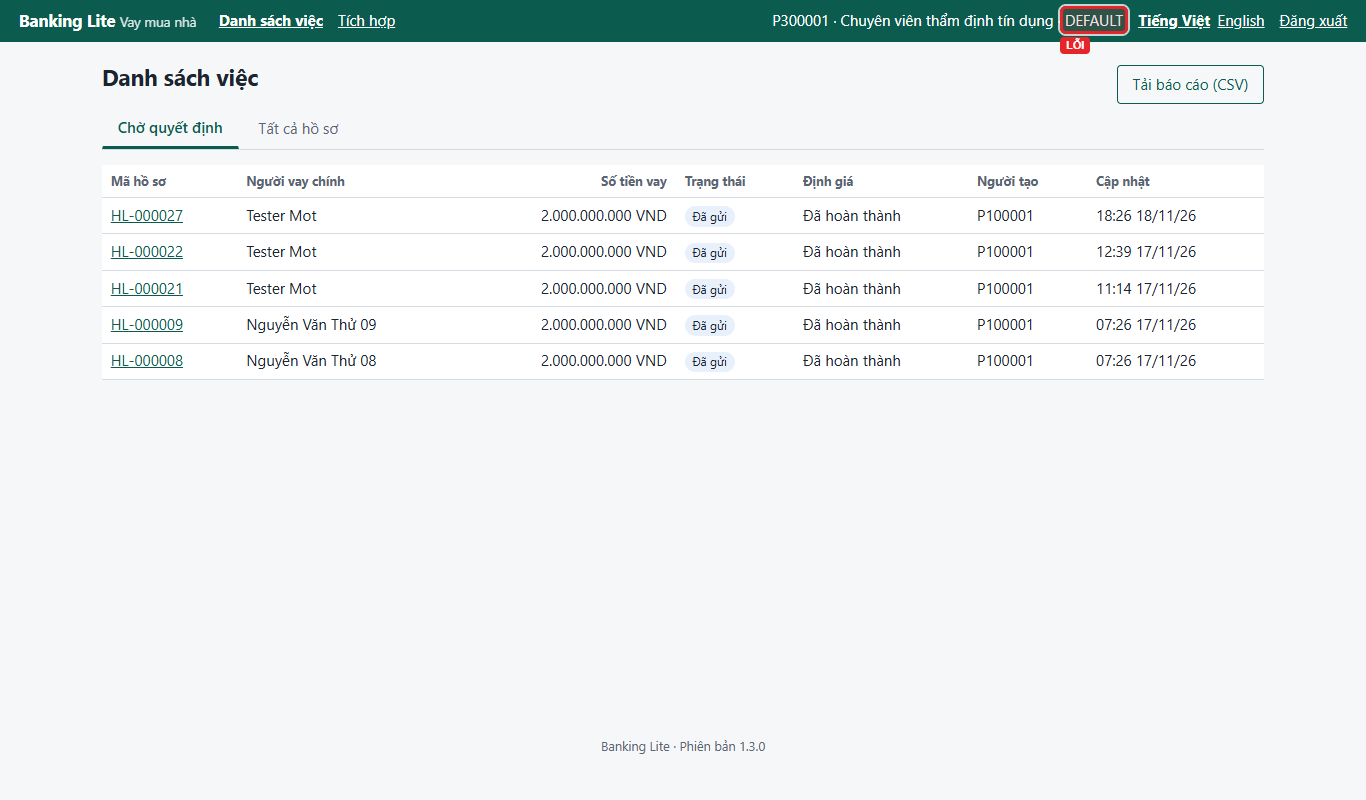 Banking Lite Vay mua nhà Danh sách việc Tích hợp P300001 · Chuyên viên thẩm định tín dụng · DEFAULT Tiếng Việt English Đăng xuất
LỖI
Danh sách việc Tải báo cáo (CSV)
Chờ quyết định Tất cả hồ sơ
Mã hồ sơ Người vay chính Số tiền vay Trạng thái Định giá Người tạo Cập nhật
HL-000027 Tester Mot 2.000.000.000 VND Đã gửi Đã hoàn thành P100001 18:26 18/11/26
HL-000022 Tester Mot 2.000.000.000 VND Đã gửi Đã hoàn thành P100001 12:39 17/11/26
HL-000021 Tester Mot 2.000.000.000 VND Đã gửi Đã hoàn thành P100001 11:14 17/11/26
HL-000009 Nguyễn Văn Thử 09 2.000.000.000 VND Đã gửi Đã hoàn thành P100001 07:26 17/11/26
HL-000008 Nguyễn Văn Thử 08 2.000.000.000 VND Đã gửi Đã hoàn thành P100001 07:26 17/11/26
Banking Lite · Phiên bản 1.3.0